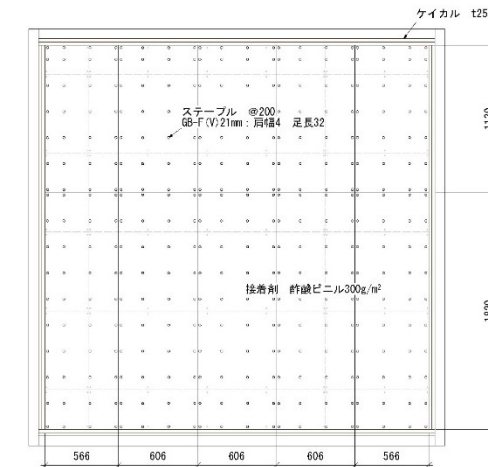 ケイカル t25
ステープル @200
GB-F(V)21mm：肩幅4 足長32
接着剤 酢酸ビニル300g/m²
1820
566 606 606 606 566